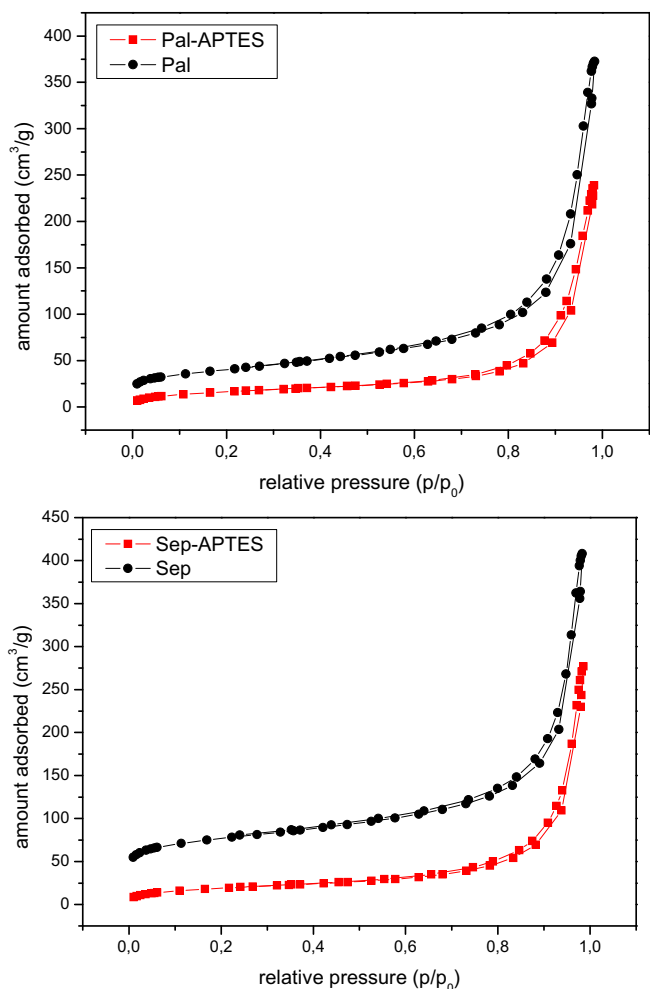 400
350
300
250
200
150
100
50
0
amount adsorbed (cm³/g)
Pal-APTES
Pal
0,0 0,2 0,4 0,6 0,8 1,0
relative pressure (p/p₀)
450
400
350
300
250
200
150
100
50
0
amount adsorbed (cm³/g)
Sep-APTES
Sep
0,0 0,2 0,4 0,6 0,8 1,0
relative pressure (p/p₀)